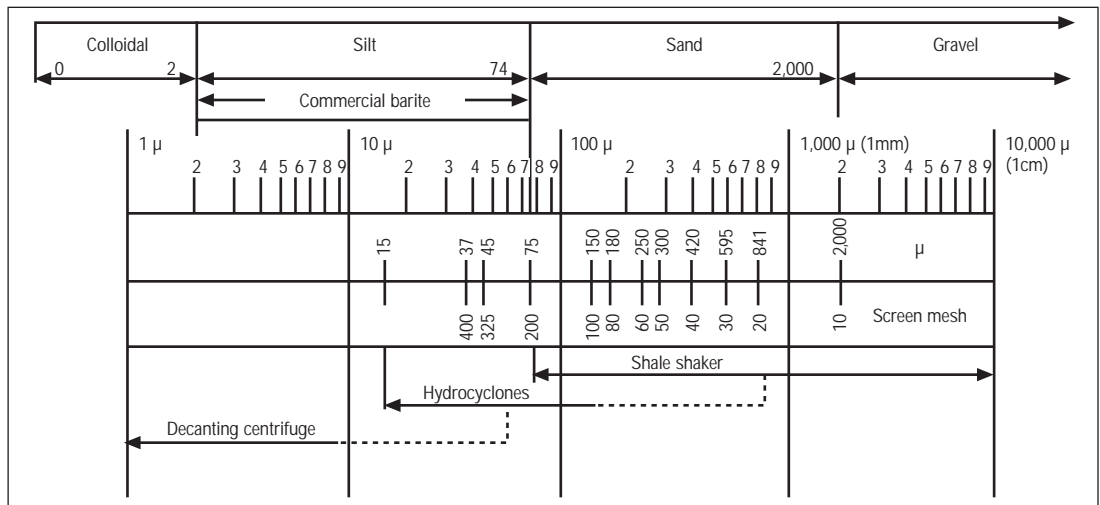 Colloidal Silt Sand Gravel
0 2 74 2,000
Commercial barite
1 μ 10 μ 100 μ 1,000 μ (1mm) 10,000 μ
(1cm)
2 3 4 5 6 7 8 9 2 3 4 5 6 7 8 9 2 3 4 5 6 7 8 9 2 3 4 5 6 7 8 9
15 37 45 75 150 180 250 300 420 595 841 2,000 μ
400 325 200 100 80 60 50 40 30 20 10 Screen mesh
Shale shaker
Hydrocyclones
Decanting centrifuge